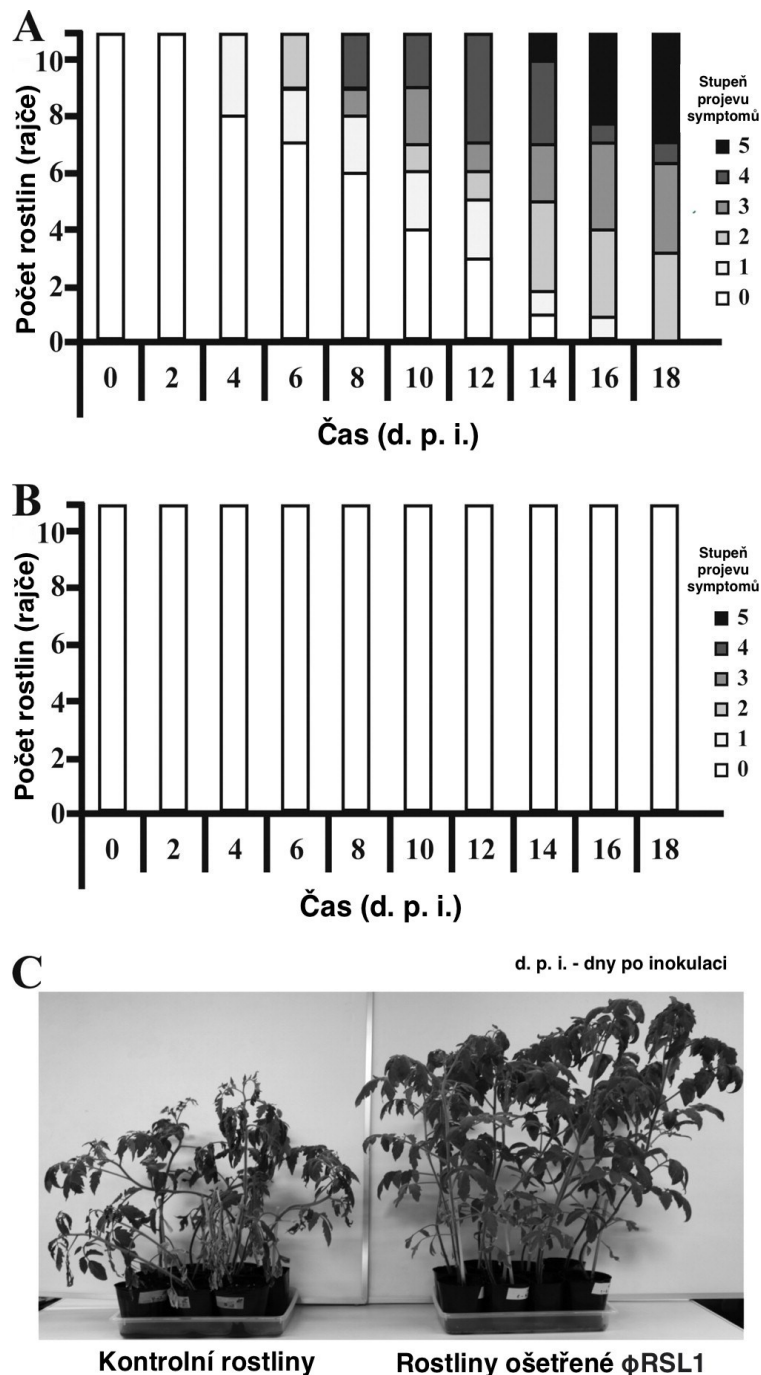 A
Počet rostlin (rajče)
10
8
6
4
2
0
0 2 4 6 8 10 12 14 16 18
Čas (d. p. i.)
Stupeň
projevu
symptomů
5
4
3
2
1
0
B
Počet rostlin (rajče)
10
8
6
4
2
0
0 2 4 6 8 10 12 14 16 18
Čas (d. p. i.)
Stupeň
projevu
symptomů
5
4
3
2
1
0
C
d. p. i. - dny po inokulaci
Kontrolní rostliny
Rostliny ošetřené ϕRSL1